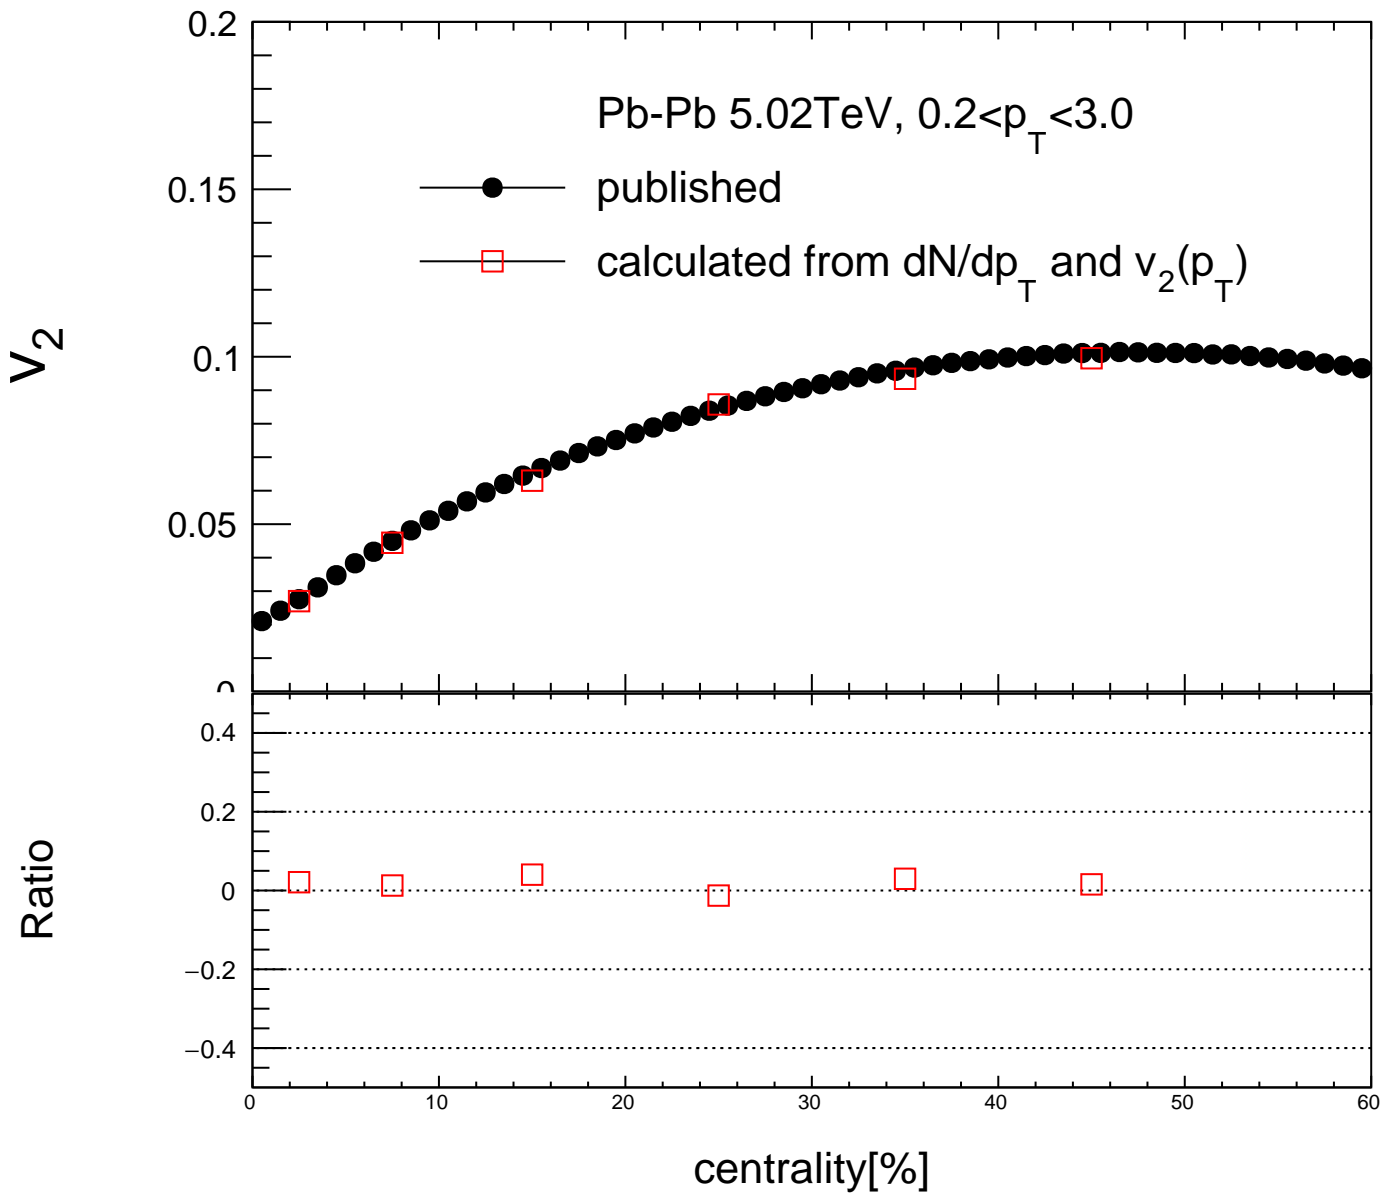 0.2
Pb-Pb 5.02TeV, 0.2<p_T<3.0
0.15
published
calculated from dN/dp_T and v_2(p_T)
v_2
0.1
0.05
0
0.4
0.2
Ratio
0
−0.2
−0.4
0 10 20 30 40 50 60
centrality[%]